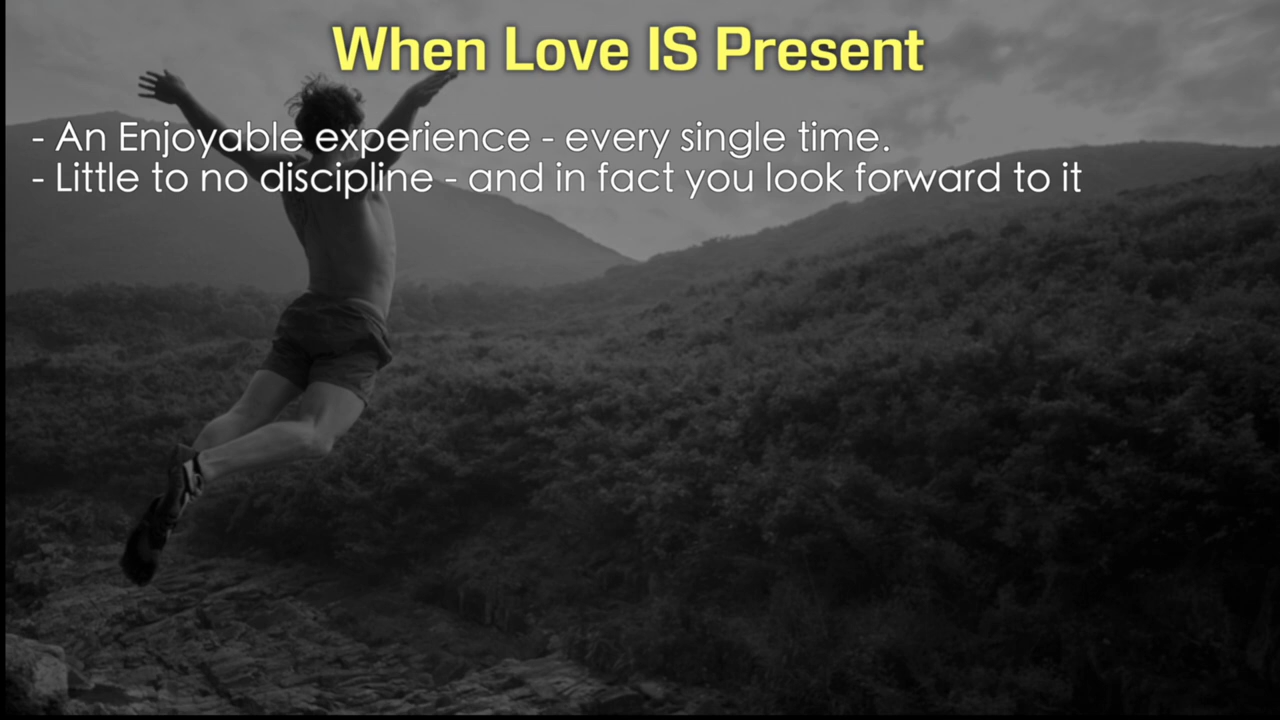 When Love IS Present
- An Enjoyable experience - every single time.
- Little to no discipline - and in fact you look forward to it